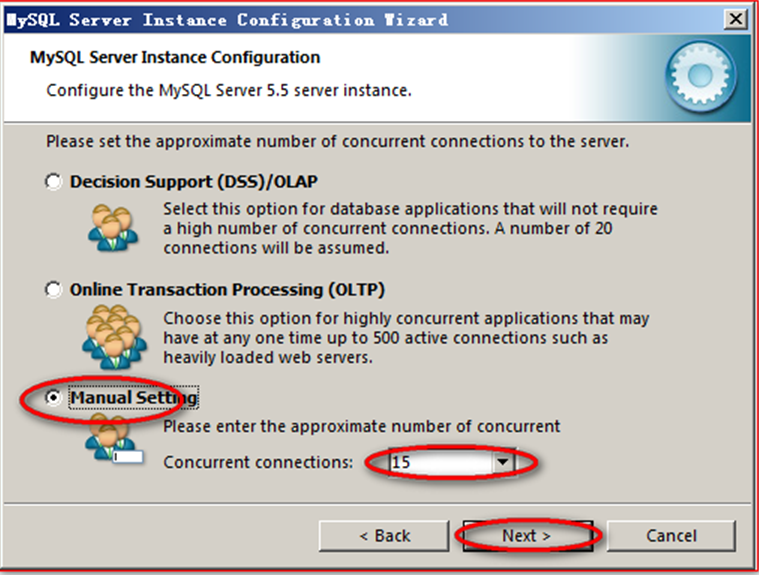 MySQL Server Instance Configuration Wizard
MySQL Server Instance Configuration
Configure the MySQL Server 5.5 server instance.
Please set the approximate number of concurrent connections to the server.
Decision Support (DSS)/OLAP
Select this option for database applications that will not require
a high number of concurrent connections. A number of 20
connections will be assumed.
Online Transaction Processing (OLTP)
Choose this option for highly concurrent applications that may
have at any one time up to 500 active connections such as
heavily loaded web servers.
Manual Setting
Please enter the approximate number of concurrent
Concurrent connections: 15
< Back Next > Cancel